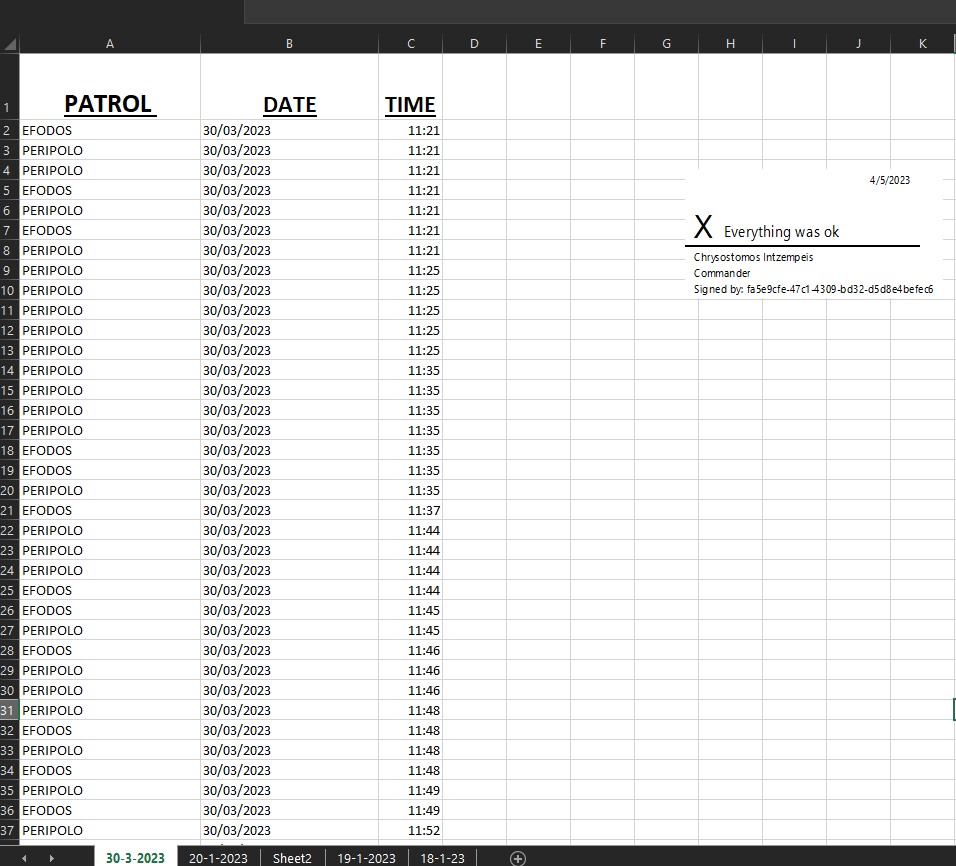 A B C D E F G H I J K
1 PATROL DATE TIME
2 EFODOS 30/03/2023 11:21
3 PERIPOLO 30/03/2023 11:21
4 PERIPOLO 30/03/2023 11:21
4/5/2023
5 EFODOS 30/03/2023 11:21
6 PERIPOLO 30/03/2023 11:21
7 EFODOS 30/03/2023 11:21
X Everything was ok
8 PERIPOLO 30/03/2023 11:21
Chrysostomos Intzempeis
9 PERIPOLO 30/03/2023 11:25
Commander
10 PERIPOLO 30/03/2023 11:25
Signed by: fa5e9cfe-47c1-4309-bd32-d5d8e4befec6
11 PERIPOLO 30/03/2023 11:25
12 PERIPOLO 30/03/2023 11:25
13 PERIPOLO 30/03/2023 11:25
14 PERIPOLO 30/03/2023 11:35
15 PERIPOLO 30/03/2023 11:35
16 PERIPOLO 30/03/2023 11:35
17 PERIPOLO 30/03/2023 11:35
18 EFODOS 30/03/2023 11:35
19 EFODOS 30/03/2023 11:35
20 PERIPOLO 30/03/2023 11:35
21 EFODOS 30/03/2023 11:37
22 PERIPOLO 30/03/2023 11:44
23 PERIPOLO 30/03/2023 11:44
24 PERIPOLO 30/03/2023 11:44
25 EFODOS 30/03/2023 11:44
26 EFODOS 30/03/2023 11:45
27 PERIPOLO 30/03/2023 11:45
28 EFODOS 30/03/2023 11:46
29 PERIPOLO 30/03/2023 11:46
30 PERIPOLO 30/03/2023 11:46
31 PERIPOLO 30/03/2023 11:48
32 EFODOS 30/03/2023 11:48
33 PERIPOLO 30/03/2023 11:48
34 EFODOS 30/03/2023 11:48
35 PERIPOLO 30/03/2023 11:49
36 EFODOS 30/03/2023 11:49
37 PERIPOLO 30/03/2023 11:52
30-3-2023 20-1-2023 Sheet2 19-1-2023 18-1-23